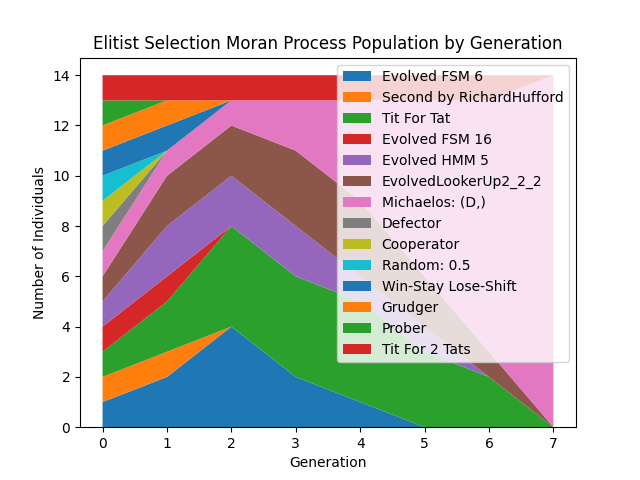 Elitist Selection Moran Process Population by Generation
Number of Individuals
14
12
10
8
6
4
2
0
Evolved FSM 6
Second by RichardHufford
Tit For Tat
Evolved FSM 16
Evolved HMM 5
EvolvedLookerUp2_2_2
Michaelos: (D,)
Defector
Cooperator
Random: 0.5
Win-Stay Lose-Shift
Grudger
Prober
Tit For 2 Tats
0 1 2 3 4 5 6 7
Generation